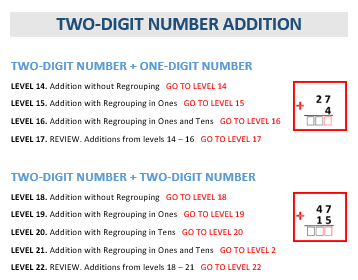 TWO-DIGIT NUMBER ADDITION
TWO-DIGIT NUMBER + ONE-DIGIT NUMBER
LEVEL 14. Addition without Regrouping GO TO LEVEL 14
LEVEL 15. Addition with Regrouping in Ones GO TO LEVEL 15
LEVEL 16. Addition with Regrouping in Ones and Tens GO TO LEVEL 16
LEVEL 17. REVIEW. Additions from levels 14 – 16 GO TO LEVEL 17
2 7
+ 4
TWO-DIGIT NUMBER + TWO-DIGIT NUMBER
LEVEL 18. Addition without Regrouping GO TO LEVEL 18
LEVEL 19. Addition with Regrouping in Ones GO TO LEVEL 19
LEVEL 20. Addition with Regrouping in Tens GO TO LEVEL 20
LEVEL 21. Addition with Regrouping in Ones and Tens GO TO LEVEL 2
LEVEL 22. REVIEW. Additions from levels 18 – 21 GO TO LEVEL 22
4 7
+ 1 5